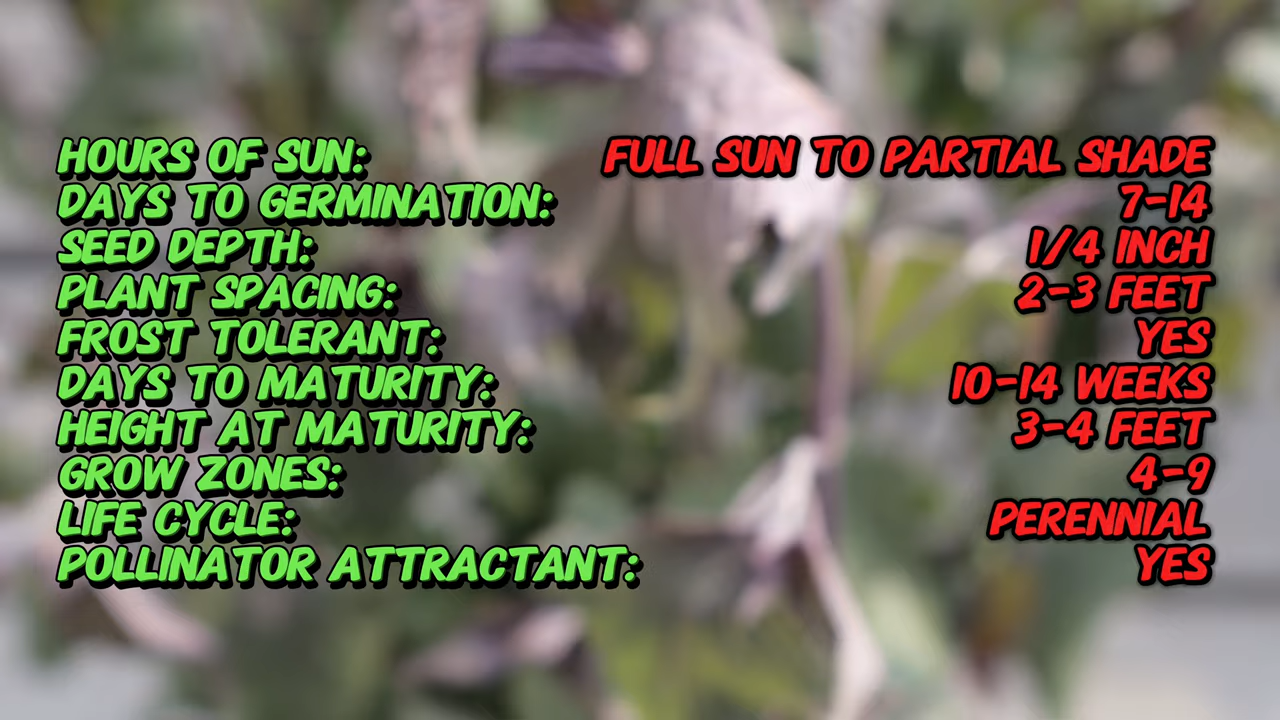 HOURS OF SUN: FULL SUN TO PARTIAL SHADE
DAYS TO GERMINATION: 7-14
SEED DEPTH: 1/4 INCH
PLANT SPACING: 2-3 FEET
FROST TOLERANT: YES
DAYS TO MATURITY: 10-14 WEEKS
HEIGHT AT MATURITY: 3-4 FEET
GROW ZONES: 4-9
LIFE CYCLE: PERENNIAL
POLLINATOR ATTRACTANT: YES